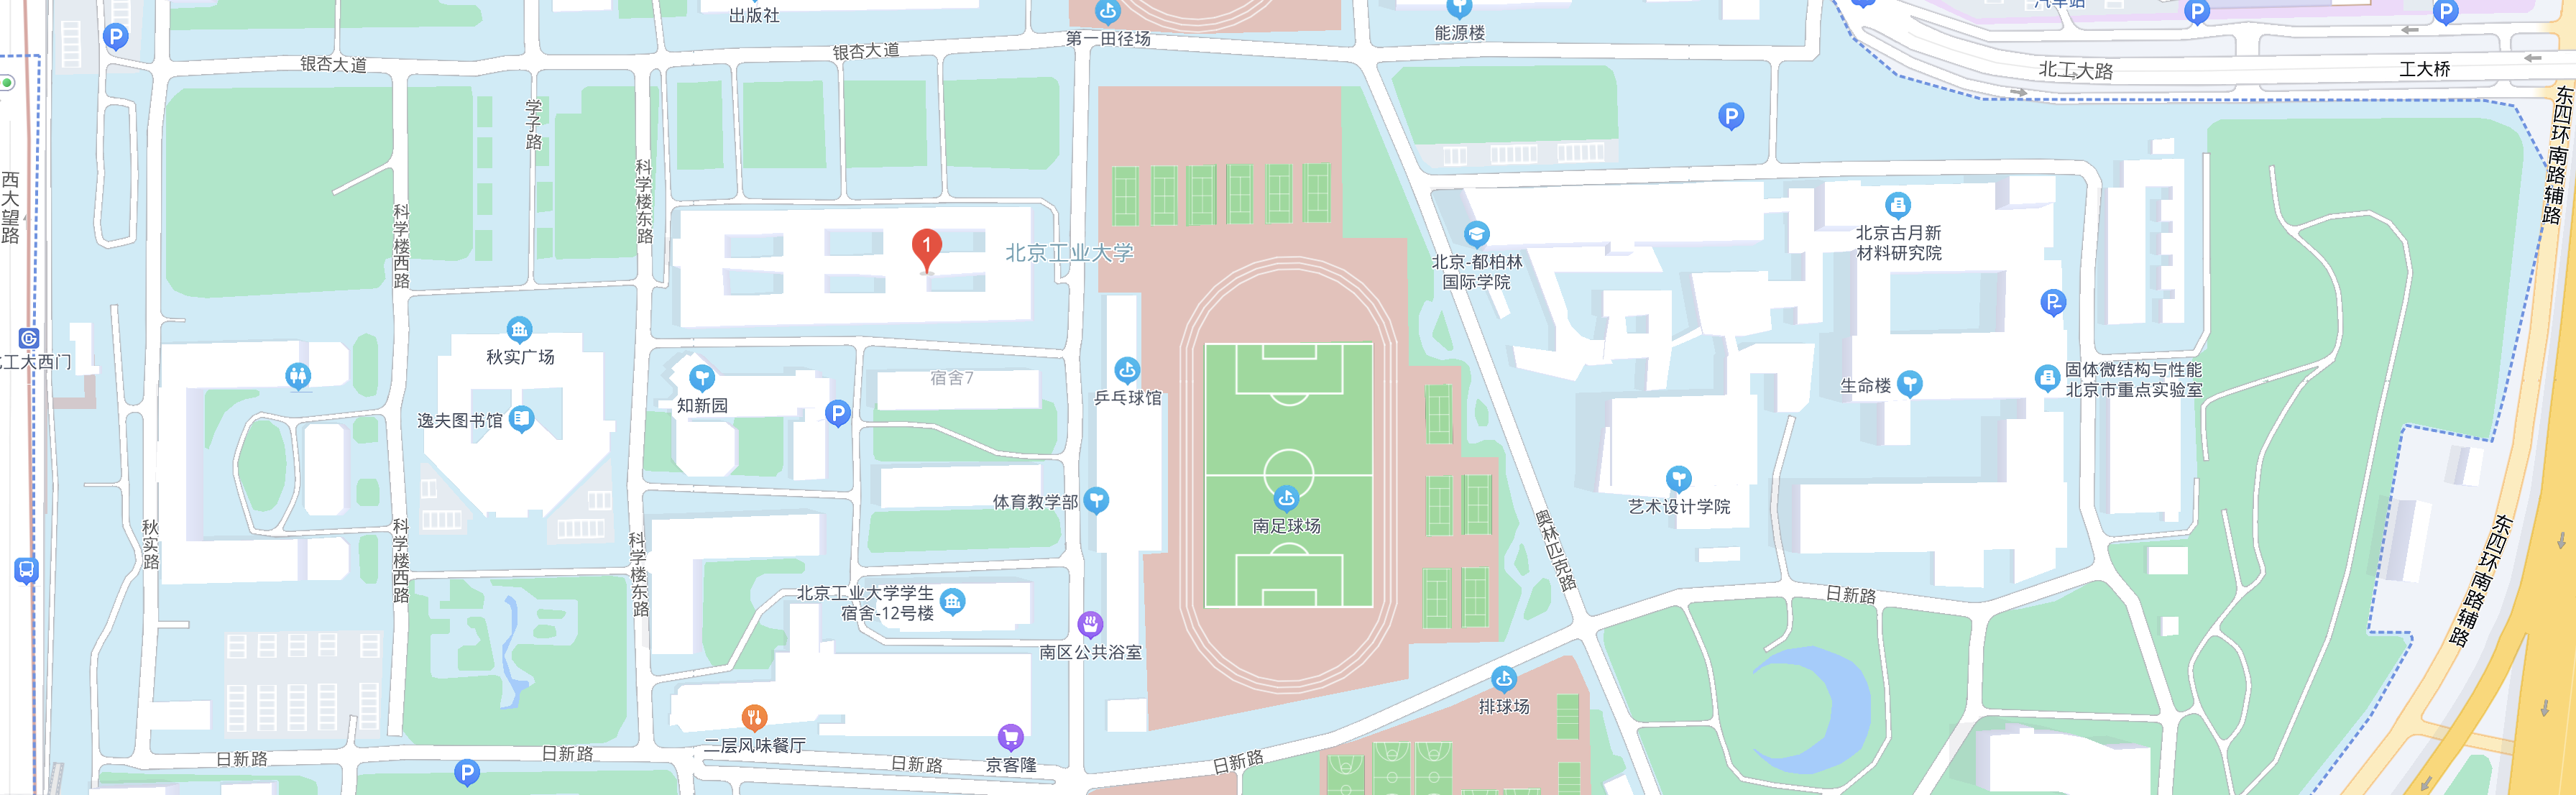 出版社
第一田径场
能源楼
汽车站
P
P
P
银杏大道
银杏大道
北工大路
工大桥
东四环南路辅路
学子路
P
科学楼东路
西大望路
科学楼西路
1
北京工业大学
北京-都柏林
国际学院
北京古月新
材料研究院
P
工大西门
秋实广场
知新园
宿舍7
乒乓球馆
生命楼
固体微结构与性能
北京市重点实验室
逸夫图书馆
P
体育教学部
南足球场
艺术设计学院
秋实路
科学楼西路
科学楼东路
奥林匹克路
东四环南路辅路
北京工业大学学生
宿舍-12号楼
日新路
南区公共浴室
排球场
二层风味餐厅
京客隆
日新路
日新路
日新路
日新路
P